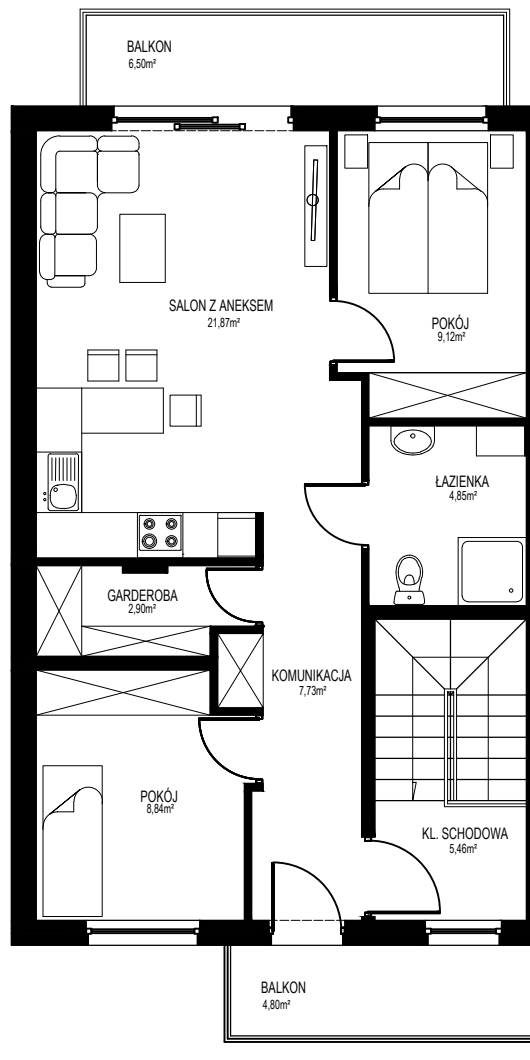 BALKON
6,50m²
SALON Z ANEKSEM
21,87m²
POKÓJ
9,12m²
ŁAZIENKA
4,85m²
GARDEROBA
2,90m²
KOMUNIKACJA
7,73m²
POKÓJ
8,84m²
KL. SCHODOWA
5,46m²
BALKON
4,80m²